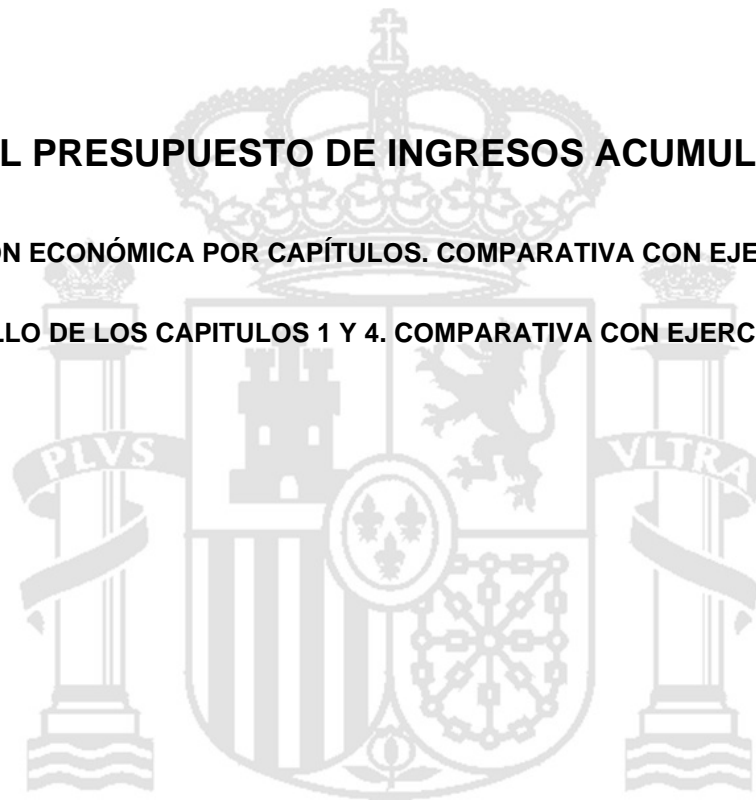 L PRESUPUESTO DE INGRESOS ACUMUL
ÓN ECONÓMICA POR CAPÍTULOS. COMPARATIVA CON EJE
LLO DE LOS CAPITULOS 1 Y 4. COMPARATIVA CON EJERC
PLVS VLTRA